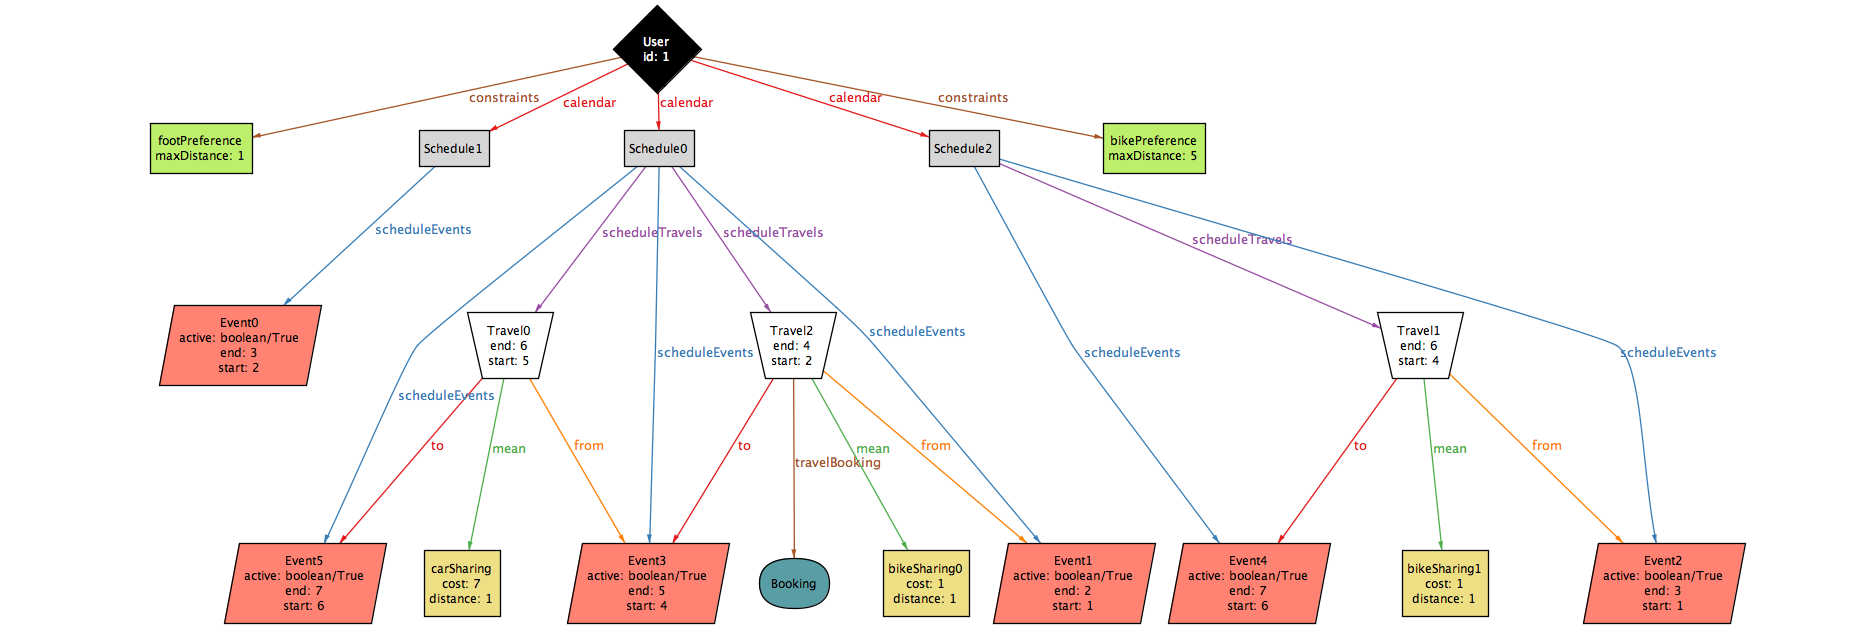 User
id: 1
constraints
calendar
calendar
calendar
constraints
footPreference
maxDistance: 1
Schedule1
Schedule0
Schedule2
bikePreference
maxDistance: 5
scheduleEvents
scheduleTravels
scheduleTravels
scheduleTravels
Event0
active: boolean/True
end: 3
start: 2
Travel0
end: 6
start: 5
Travel2
end: 4
start: 2
Travel1
end: 6
start: 4
scheduleEvents
scheduleEvents
scheduleEvents
scheduleEvents
scheduleEvents
to
mean
from
to
travelBooking
mean
from
to
mean
from
Event5
active: boolean/True
end: 7
start: 6
carSharing
cost: 7
distance: 1
Event3
active: boolean/True
end: 5
start: 4
Booking
bikeSharing0
cost: 1
distance: 1
Event1
active: boolean/True
end: 2
start: 1
Event4
active: boolean/True
end: 7
start: 6
bikeSharing1
cost: 1
distance: 1
Event2
active: boolean/True
end: 3
start: 1